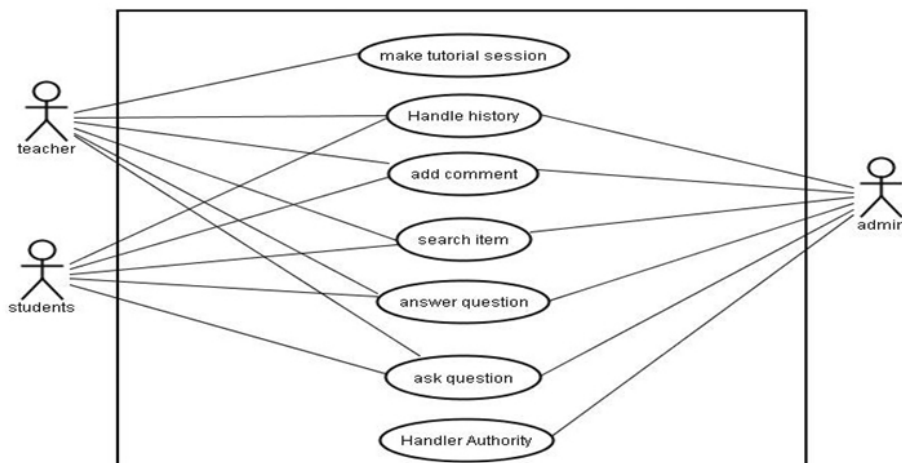 make tutorial session
Handle history
teacher
add comment
admin
search item
students
answer question
ask question
Handler Authority